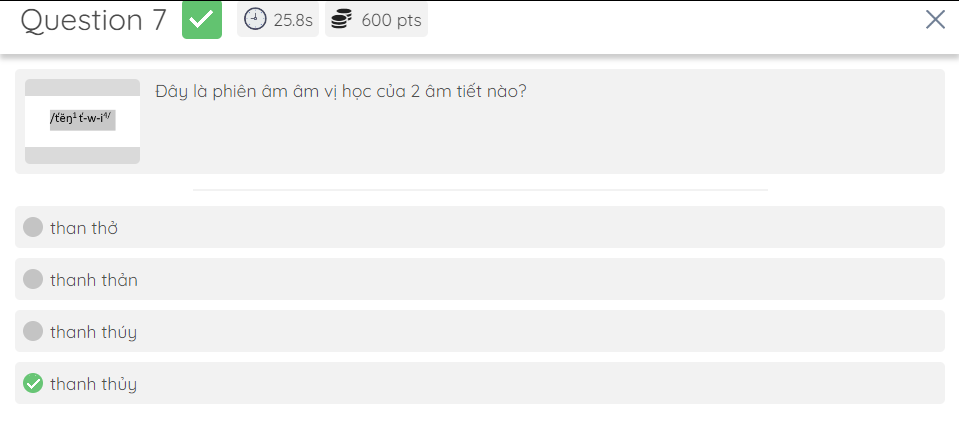 Question 7 25.8s 600 pts
Đây là phiên âm âm vị học của 2 âm tiết nào?
/t'ĕŋ¹ t'-w-i⁴/
than thở
thanh thản
thanh thúy
thanh thủy